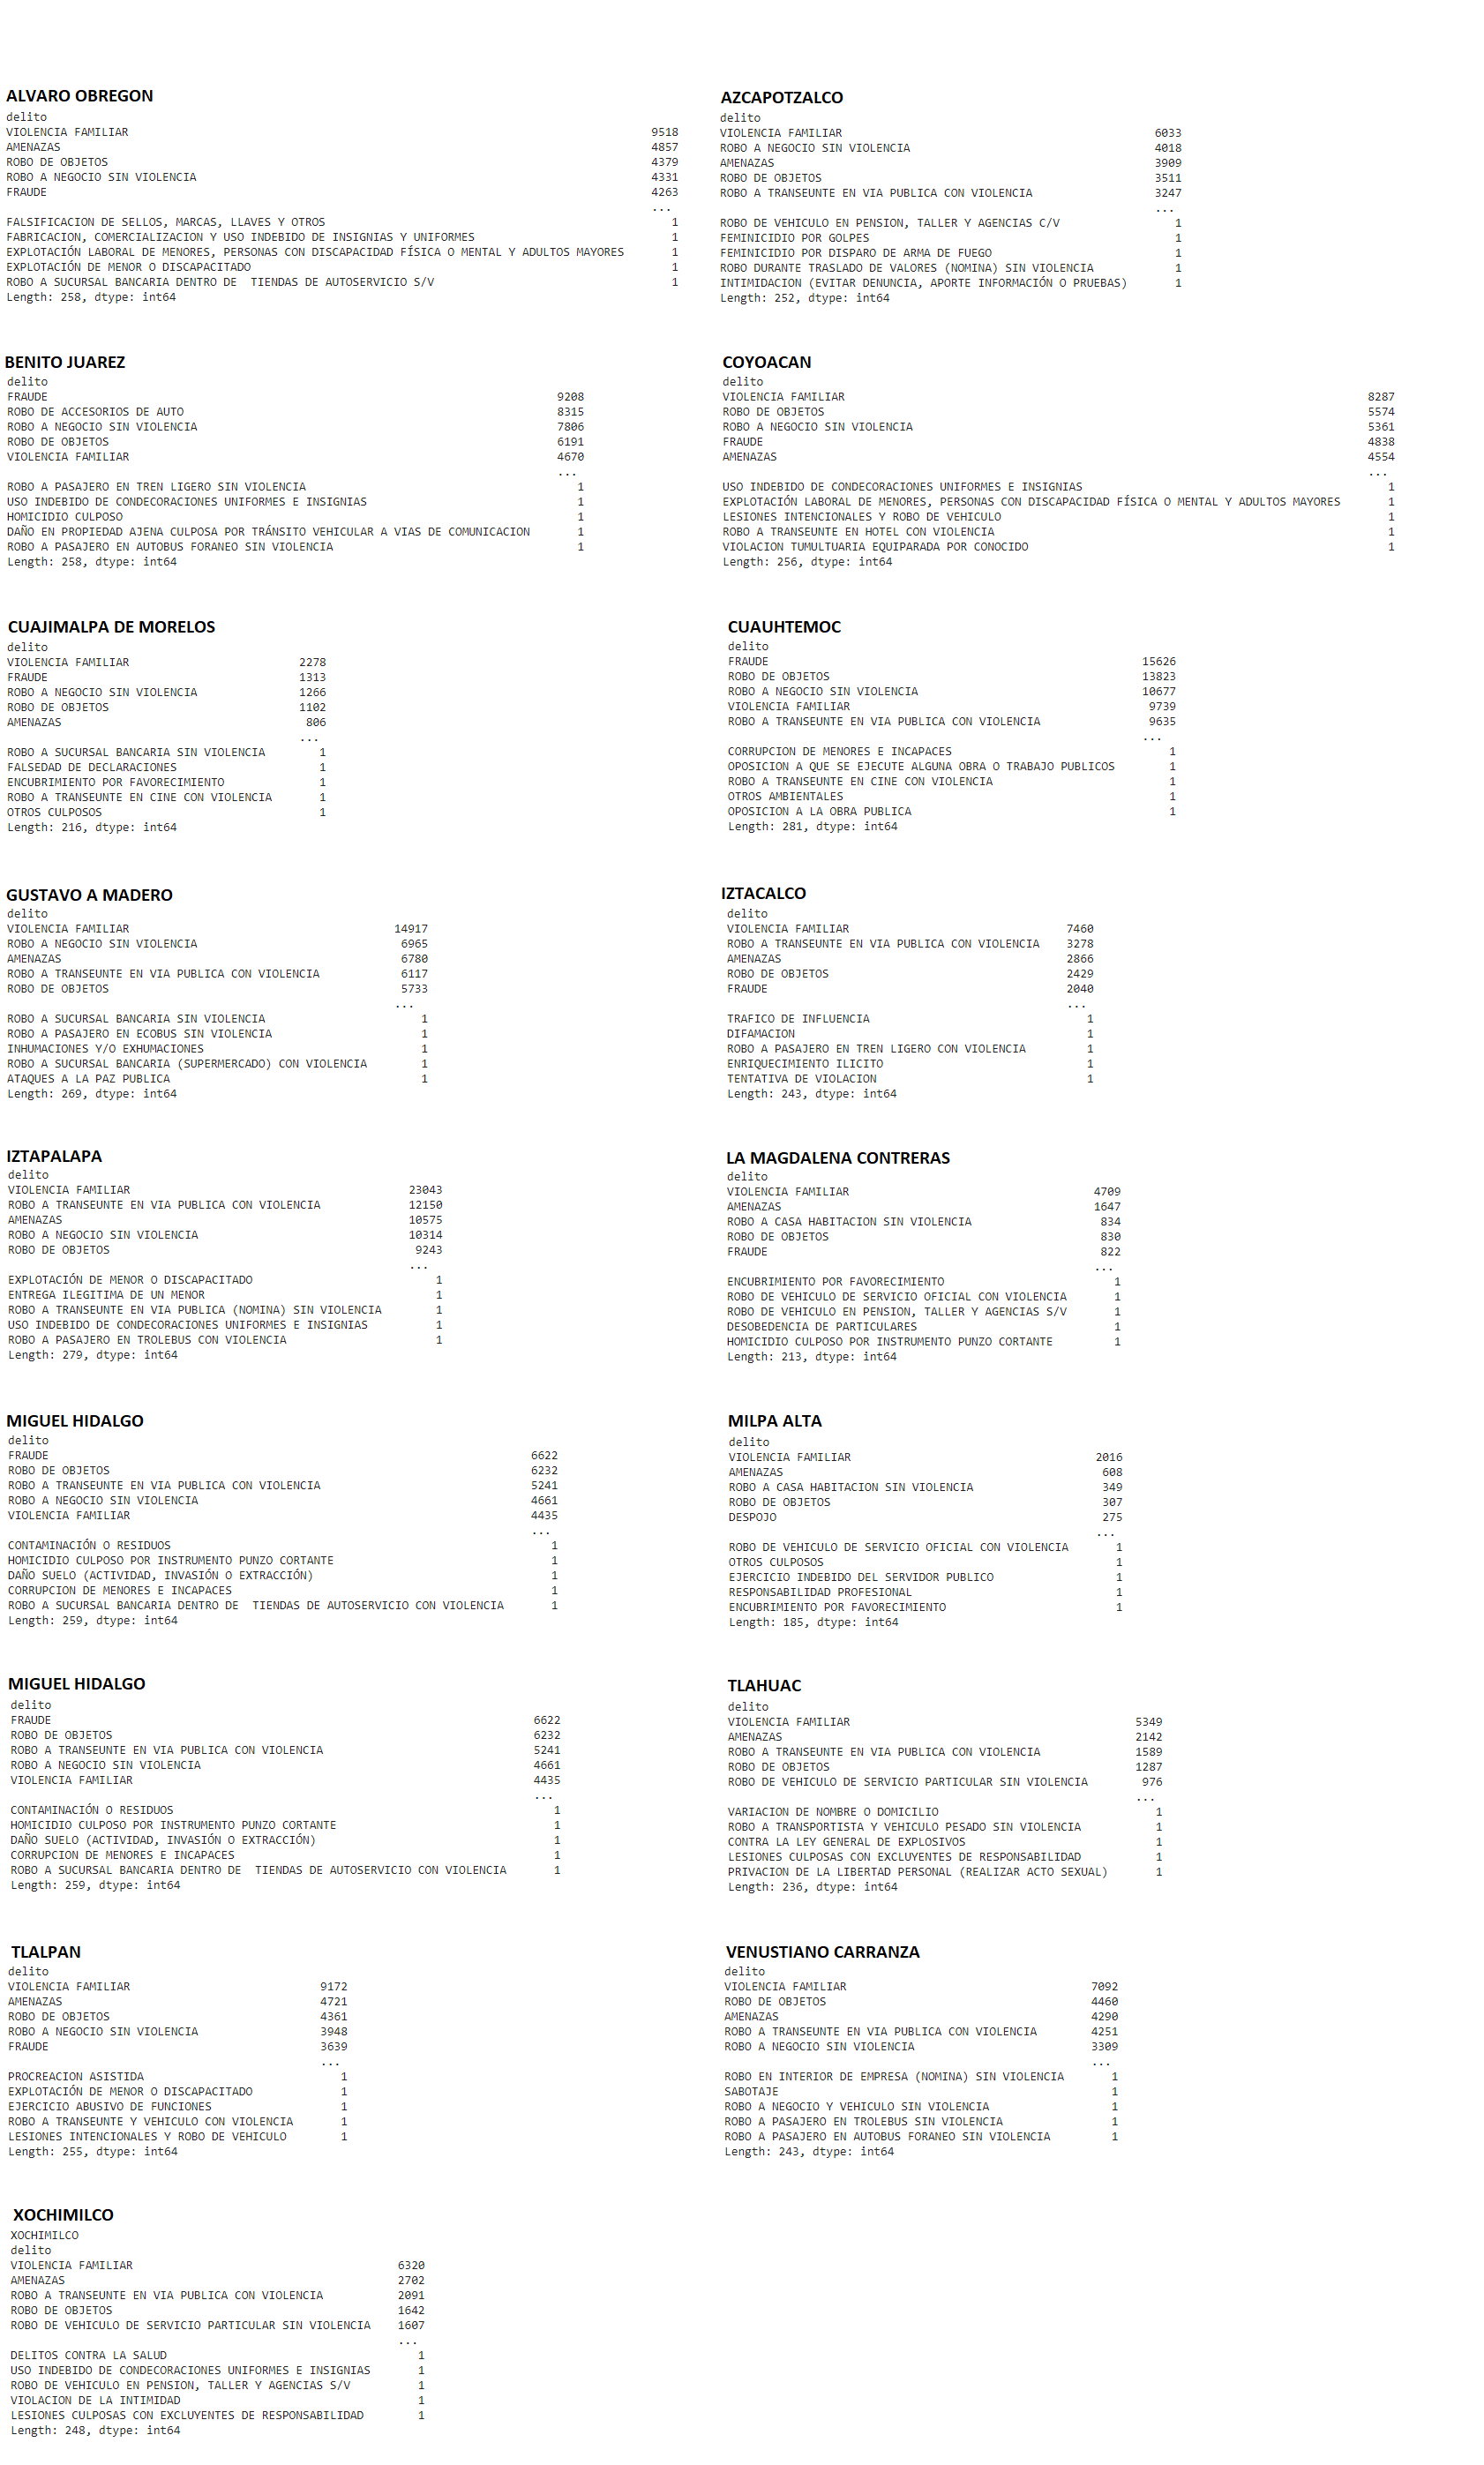 ALVARO OBREGON
delito
VIOLENCIA FAMILIAR 9518
AMENAZAS 4857
ROBO DE OBJETOS 4379
ROBO A NEGOCIO SIN VIOLENCIA 4331
FRAUDE 4263
...
FALSIFICACION DE SELLOS, MARCAS, LLAVES Y OTROS 1
FABRICACION, COMERCIALIZACION Y USO INDEBIDO DE INSIGNIAS Y UNIFORMES 1
EXPLOTACIÓN LABORAL DE MENORES, PERSONAS CON DISCAPACIDAD FÍSICA O MENTAL Y ADULTOS MAYORES 1
EXPLOTACIÓN DE MENOR O DISCAPACITADO 1
ROBO A SUCURSAL BANCARIA DENTRO DE  TIENDAS DE AUTOSERVICIO S/V 1
Length: 258, dtype: int64
AZCAPOTZALCO
delito
VIOLENCIA FAMILIAR 6033
ROBO A NEGOCIO SIN VIOLENCIA 4018
AMENAZAS 3909
ROBO DE OBJETOS 3511
ROBO A TRANSEUNTE EN VIA PUBLICA CON VIOLENCIA 3247
...
ROBO DE VEHICULO EN PENSION, TALLER Y AGENCIAS C/V 1
FEMINICIDIO POR GOLPES 1
FEMINICIDIO POR DISPARO DE ARMA DE FUEGO 1
ROBO DURANTE TRASLADO DE VALORES (NOMINA) SIN VIOLENCIA 1
INTIMIDACION (EVITAR DENUNCIA, APORTE INFORMACIÓN O PRUEBAS) 1
Length: 252, dtype: int64
BENITO JUAREZ
delito
FRAUDE 9208
ROBO DE ACCESORIOS DE AUTO 8315
ROBO A NEGOCIO SIN VIOLENCIA 7806
ROBO DE OBJETOS 6191
VIOLENCIA FAMILIAR 4670
...
ROBO A PASAJERO EN TREN LIGERO SIN VIOLENCIA 1
USO INDEBIDO DE CONDECORACIONES UNIFORMES E INSIGNIAS 1
HOMICIDIO CULPOSO 1
DAÑO EN PROPIEDAD AJENA CULPOSA POR TRÁNSITO VEHICULAR A VIAS DE COMUNICACION 1
ROBO A PASAJERO EN AUTOBUS FORANEO SIN VIOLENCIA 1
Length: 258, dtype: int64
COYOACAN
delito
VIOLENCIA FAMILIAR 8287
ROBO DE OBJETOS 5574
ROBO A NEGOCIO SIN VIOLENCIA 5361
FRAUDE 4838
AMENAZAS 4554
...
USO INDEBIDO DE CONDECORACIONES UNIFORMES E INSIGNIAS 1
EXPLOTACIÓN LABORAL DE MENORES, PERSONAS CON DISCAPACIDAD FÍSICA O MENTAL Y ADULTOS MAYORES 1
LESIONES INTENCIONALES Y ROBO DE VEHICULO 1
ROBO A TRANSEUNTE EN HOTEL CON VIOLENCIA 1
VIOLACION TUMULTUARIA EQUIPARADA POR CONOCIDO 1
Length: 256, dtype: int64
CUAJIMALPA DE MORELOS
delito
VIOLENCIA FAMILIAR 2278
FRAUDE 1313
ROBO A NEGOCIO SIN VIOLENCIA 1266
ROBO DE OBJETOS 1102
AMENAZAS 806
...
ROBO A SUCURSAL BANCARIA SIN VIOLENCIA 1
FALSEDAD DE DECLARACIONES 1
ENCUBRIMIENTO POR FAVORECIMIENTO 1
ROBO A TRANSEUNTE EN CINE CON VIOLENCIA 1
OTROS CULPOSOS 1
Length: 216, dtype: int64
CUAUHTEMOC
delito
FRAUDE 15626
ROBO DE OBJETOS 13823
ROBO A NEGOCIO SIN VIOLENCIA 10677
VIOLENCIA FAMILIAR 9739
ROBO A TRANSEUNTE EN VIA PUBLICA CON VIOLENCIA 9635
...
CORRUPCION DE MENORES E INCAPACES 1
OPOSICION A QUE SE EJECUTE ALGUNA OBRA O TRABAJO PUBLICOS 1
ROBO A TRANSEUNTE EN CINE CON VIOLENCIA 1
OTROS AMBIENTALES 1
OPOSICION A LA OBRA PUBLICA 1
Length: 281, dtype: int64
GUSTAVO A MADERO
delito
VIOLENCIA FAMILIAR 14917
ROBO A NEGOCIO SIN VIOLENCIA 6965
AMENAZAS 6780
ROBO A TRANSEUNTE EN VIA PUBLICA CON VIOLENCIA 6117
ROBO DE OBJETOS 5733
...
ROBO A SUCURSAL BANCARIA SIN VIOLENCIA 1
ROBO A PASAJERO EN ECOBUS SIN VIOLENCIA 1
INHUMACIONES Y/O EXHUMACIONES 1
ROBO A SUCURSAL BANCARIA (SUPERMERCADO) CON VIOLENCIA 1
ATAQUES A LA PAZ PUBLICA 1
Length: 269, dtype: int64
IZTACALCO
delito
VIOLENCIA FAMILIAR 7460
ROBO A TRANSEUNTE EN VIA PUBLICA CON VIOLENCIA 3278
AMENAZAS 2866
ROBO DE OBJETOS 2429
FRAUDE 2040
...
TRAFICO DE INFLUENCIA 1
DIFAMACION 1
ROBO A PASAJERO EN TREN LIGERO CON VIOLENCIA 1
ENRIQUECIMIENTO ILICITO 1
TENTATIVA DE VIOLACION 1
Length: 243, dtype: int64
IZTAPALAPA
delito
VIOLENCIA FAMILIAR 23043
ROBO A TRANSEUNTE EN VIA PUBLICA CON VIOLENCIA 12150
AMENAZAS 10575
ROBO A NEGOCIO SIN VIOLENCIA 10314
ROBO DE OBJETOS 9243
...
EXPLOTACIÓN DE MENOR O DISCAPACITADO 1
ENTREGA ILEGITIMA DE UN MENOR 1
ROBO A TRANSEUNTE EN VIA PUBLICA (NOMINA) SIN VIOLENCIA 1
USO INDEBIDO DE CONDECORACIONES UNIFORMES E INSIGNIAS 1
ROBO A PASAJERO EN TROLEBUS CON VIOLENCIA 1
Length: 279, dtype: int64
LA MAGDALENA CONTRERAS
delito
VIOLENCIA FAMILIAR 4709
AMENAZAS 1647
ROBO A CASA HABITACION SIN VIOLENCIA 834
ROBO DE OBJETOS 830
FRAUDE 822
...
ENCUBRIMIENTO POR FAVORECIMIENTO 1
ROBO DE VEHICULO DE SERVICIO OFICIAL CON VIOLENCIA 1
ROBO DE VEHICULO EN PENSION, TALLER Y AGENCIAS S/V 1
DESOBEDENCIA DE PARTICULARES 1
HOMICIDIO CULPOSO POR INSTRUMENTO PUNZO CORTANTE 1
Length: 213, dtype: int64
MIGUEL HIDALGO
delito
FRAUDE 6622
ROBO DE OBJETOS 6232
ROBO A TRANSEUNTE EN VIA PUBLICA CON VIOLENCIA 5241
ROBO A NEGOCIO SIN VIOLENCIA 4661
VIOLENCIA FAMILIAR 4435
...
CONTAMINACIÓN O RESIDUOS 1
HOMICIDIO CULPOSO POR INSTRUMENTO PUNZO CORTANTE 1
DAÑO SUELO (ACTIVIDAD, INVASIÓN O EXTRACCIÓN) 1
CORRUPCION DE MENORES E INCAPACES 1
ROBO A SUCURSAL BANCARIA DENTRO DE  TIENDAS DE AUTOSERVICIO CON VIOLENCIA 1
Length: 259, dtype: int64
MILPA ALTA
delito
VIOLENCIA FAMILIAR 2016
AMENAZAS 608
ROBO A CASA HABITACION SIN VIOLENCIA 349
ROBO DE OBJETOS 307
DESPOJO 275
...
ROBO DE VEHICULO DE SERVICIO OFICIAL CON VIOLENCIA 1
OTROS CULPOSOS 1
EJERCICIO INDEBIDO DEL SERVIDOR PUBLICO 1
RESPONSABILIDAD PROFESIONAL 1
ENCUBRIMIENTO POR FAVORECIMIENTO 1
Length: 185, dtype: int64
MIGUEL HIDALGO
delito
FRAUDE 6622
ROBO DE OBJETOS 6232
ROBO A TRANSEUNTE EN VIA PUBLICA CON VIOLENCIA 5241
ROBO A NEGOCIO SIN VIOLENCIA 4661
VIOLENCIA FAMILIAR 4435
...
CONTAMINACIÓN O RESIDUOS 1
HOMICIDIO CULPOSO POR INSTRUMENTO PUNZO CORTANTE 1
DAÑO SUELO (ACTIVIDAD, INVASIÓN O EXTRACCIÓN) 1
CORRUPCION DE MENORES E INCAPACES 1
ROBO A SUCURSAL BANCARIA DENTRO DE  TIENDAS DE AUTOSERVICIO CON VIOLENCIA 1
Length: 259, dtype: int64
TLAHUAC
delito
VIOLENCIA FAMILIAR 5349
AMENAZAS 2142
ROBO A TRANSEUNTE EN VIA PUBLICA CON VIOLENCIA 1589
ROBO DE OBJETOS 1287
ROBO DE VEHICULO DE SERVICIO PARTICULAR SIN VIOLENCIA 976
...
VARIACION DE NOMBRE O DOMICILIO 1
ROBO A TRANSPORTISTA Y VEHICULO PESADO SIN VIOLENCIA 1
CONTRA LA LEY GENERAL DE EXPLOSIVOS 1
LESIONES CULPOSAS CON EXCLUYENTES DE RESPONSABILIDAD 1
PRIVACION DE LA LIBERTAD PERSONAL (REALIZAR ACTO SEXUAL) 1
Length: 236, dtype: int64
TLALPAN
delito
VIOLENCIA FAMILIAR 9172
AMENAZAS 4721
ROBO DE OBJETOS 4361
ROBO A NEGOCIO SIN VIOLENCIA 3948
FRAUDE 3639
...
PROCREACION ASISTIDA 1
EXPLOTACIÓN DE MENOR O DISCAPACITADO 1
EJERCICIO ABUSIVO DE FUNCIONES 1
ROBO A TRANSEUNTE Y VEHICULO CON VIOLENCIA 1
LESIONES INTENCIONALES Y ROBO DE VEHICULO 1
Length: 255, dtype: int64
VENUSTIANO CARRANZA
delito
VIOLENCIA FAMILIAR 7092
ROBO DE OBJETOS 4460
AMENAZAS 4290
ROBO A TRANSEUNTE EN VIA PUBLICA CON VIOLENCIA 4251
ROBO A NEGOCIO SIN VIOLENCIA 3309
...
ROBO EN INTERIOR DE EMPRESA (NOMINA) SIN VIOLENCIA 1
SABOTAJE 1
ROBO A NEGOCIO Y VEHICULO SIN VIOLENCIA 1
ROBO A PASAJERO EN TROLEBUS SIN VIOLENCIA 1
ROBO A PASAJERO EN AUTOBUS FORANEO SIN VIOLENCIA 1
Length: 243, dtype: int64
XOCHIMILCO
XOCHIMILCO
delito
VIOLENCIA FAMILIAR 6320
AMENAZAS 2702
ROBO A TRANSEUNTE EN VIA PUBLICA CON VIOLENCIA 2091
ROBO DE OBJETOS 1642
ROBO DE VEHICULO DE SERVICIO PARTICULAR SIN VIOLENCIA 1607
...
DELITOS CONTRA LA SALUD 1
USO INDEBIDO DE CONDECORACIONES UNIFORMES E INSIGNIAS 1
ROBO DE VEHICULO EN PENSION, TALLER Y AGENCIAS S/V 1
VIOLACION DE LA INTIMIDAD 1
LESIONES CULPOSAS CON EXCLUYENTES DE RESPONSABILIDAD 1
Length: 248, dtype: int64